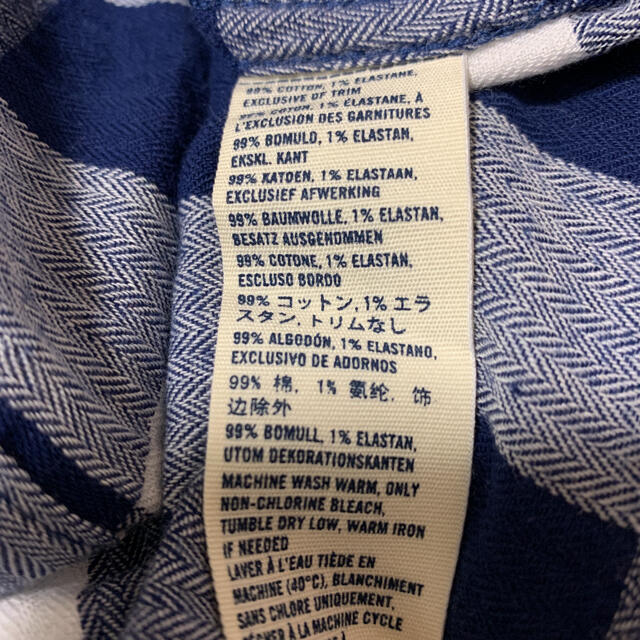 99% COTTON, 1% ELASTANE,
EXCLUSIVE OF TRIM
99% COTON, 1% ELASTANE, À
L'EXCLUSION DES GARNITURES
99% BOMULD, 1% ELASTAN,
EKSKL. KANT
99% KATOEN, 1% ELASTAAN,
EXCLUSIEF AFWERKING
99% BAUMWOLLE, 1% ELASTAN,
BESATZ AUSGENOMMEN
99% COTONE, 1% ELASTAN,
ESCLUSO BORDO
99% コットン, 1% エラ
スタン, トリムなし
99% ALGODÓN, 1% ELASTANO,
EXCLUSIVO DE ADORNOS
99% 棉, 1% 氨纶, 饰
边除外
99% BOMULL, 1% ELASTAN,
UTOM DEKORATIONSKANTEN
MACHINE WASH WARM, ONLY
NON-CHLORINE BLEACH,
TUMBLE DRY LOW, WARM IRON
IF NEEDED
LAVER À L'EAU TIÈDE EN
MACHINE (40°C), BLANCHIMENT
SANS CHLORE UNIQUEMENT,
SÉCHER À LA MACHINE CYCLE